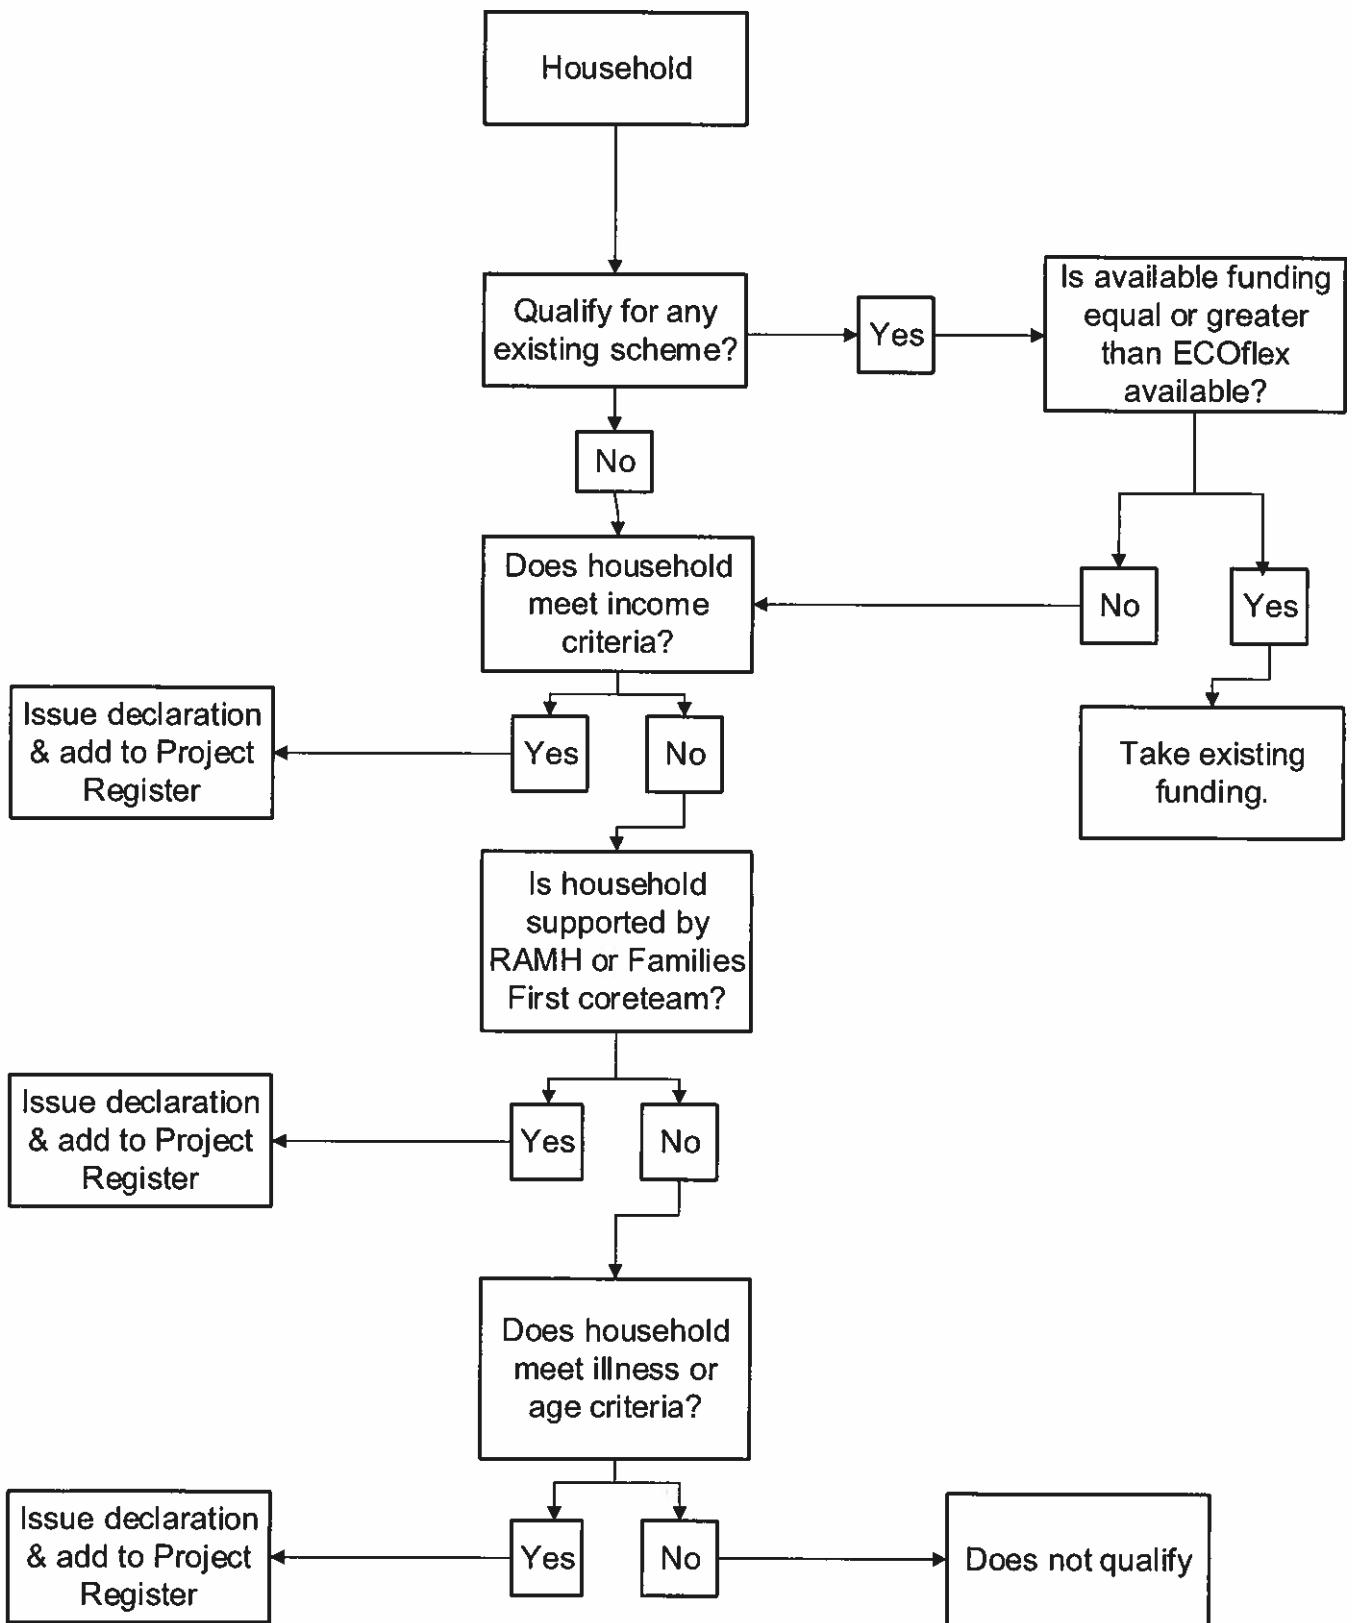 Household
Qualify for any
existing scheme?
Yes
Is available funding
equal or greater
than ECOflex
available?
No
Does household
meet income
criteria?
No
Yes
Issue declaration
& add to Project
Register
Yes
No
Take existing
funding.
Is household
supported by
RAMH or Families
First coreteam?
Issue declaration
& add to Project
Register
Yes
No
Does household
meet illness or
age criteria?
Issue declaration
& add to Project
Register
Yes
No
Does not qualify